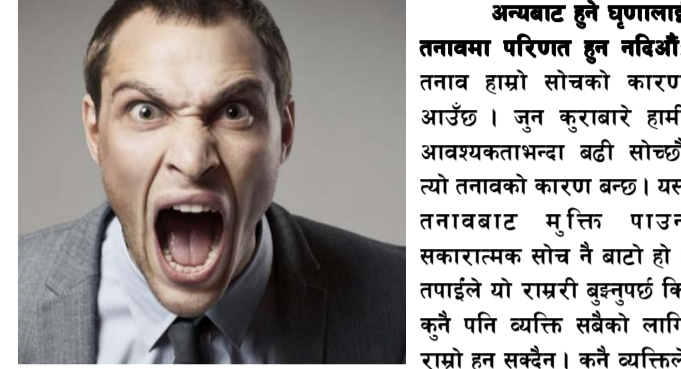 अन्यबाट हुने घृणालाई
तनावमा परिणत हुन नदिऔं
तनाव हाम्रो सोचको कारण
आउँछ । जुन कुराबारे हामी
आवश्यकताभन्दा बढी सोच्छौं
त्यो तनावको कारण बन्छ । यस
तनावबाट मुक्ति पाउन
सकारात्मक सोच नै बाटो हो
तपाईंले यो राम्ररी बुझ्नुपर्छ कि
कुनै पनि व्यक्ति सबैको लागि
राम्रो हुन सक्दैन । कुनै व्यक्तिले